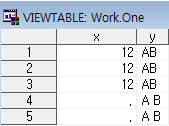 VIEWTABLE: Work.One
x y
1 12 AB
2 12 AB
3 12 AB
4 . A B
5 . A B